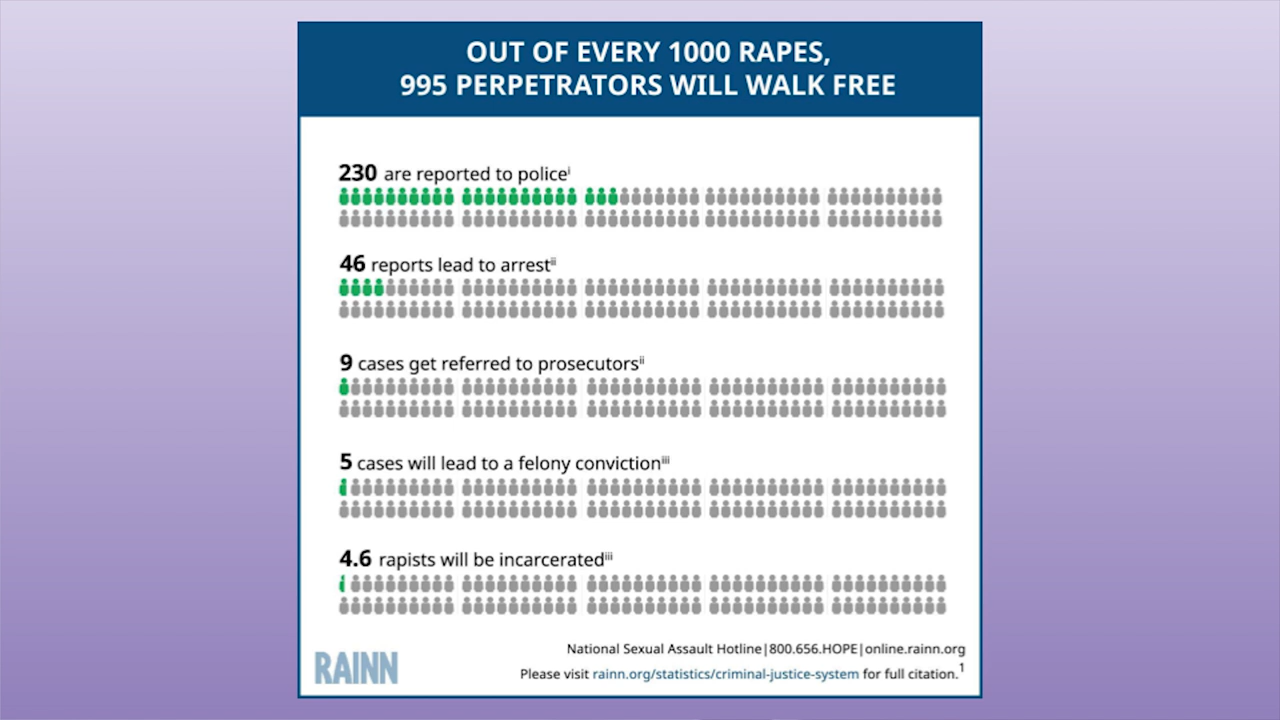 OUT OF EVERY 1000 RAPES,
995 PERPETRATORS WILL WALK FREE
230 are reported to policeⁱ
46 reports lead to arrestⁱⁱ
9 cases get referred to prosecutorsⁱⁱ
5 cases will lead to a felony convictionⁱⁱⁱ
4.6 rapists will be incarceratedⁱⁱⁱ
National Sexual Assault Hotline|800.656.HOPE|online.rainn.org
RAINN
Please visit rainn.org/statistics/criminal-justice-system for full citation.¹